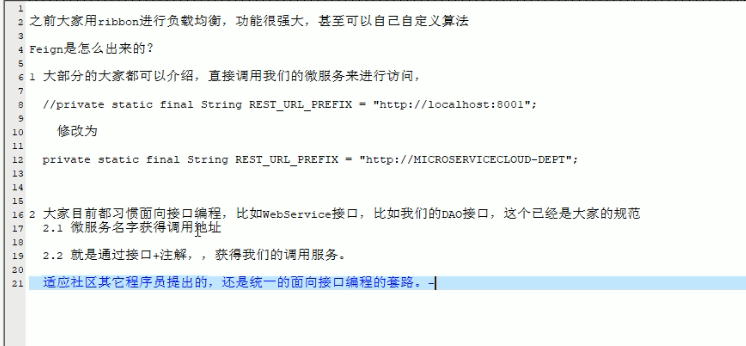 1
2 之前大家用ribbon进行负载均衡，功能很强大，甚至可以自己自定义算法
3
4 Feign是怎么出来的？
5
6 1 大部分的大家都可以介绍，直接调用我们的微服务来进行访问，
7
8 //private static final String REST_URL_PREFIX = "http://localhost:8001";
9
10 修改为
11
12 private static final String REST_URL_PREFIX = "http://MICROSERVICECLOUD-DEPT";
13
14
15
16 2 大家目前都习惯面向接口编程，比如WebService接口，比如我们的DAO接口，这个已经是大家的规范
17 2.1 微服务名字获得调用地址
18
19 2.2 就是通过接口+注解，，获得我们的调用服务。
20
21 适应社区其它程序员提出的，还是统一的面向接口编程的套路。-